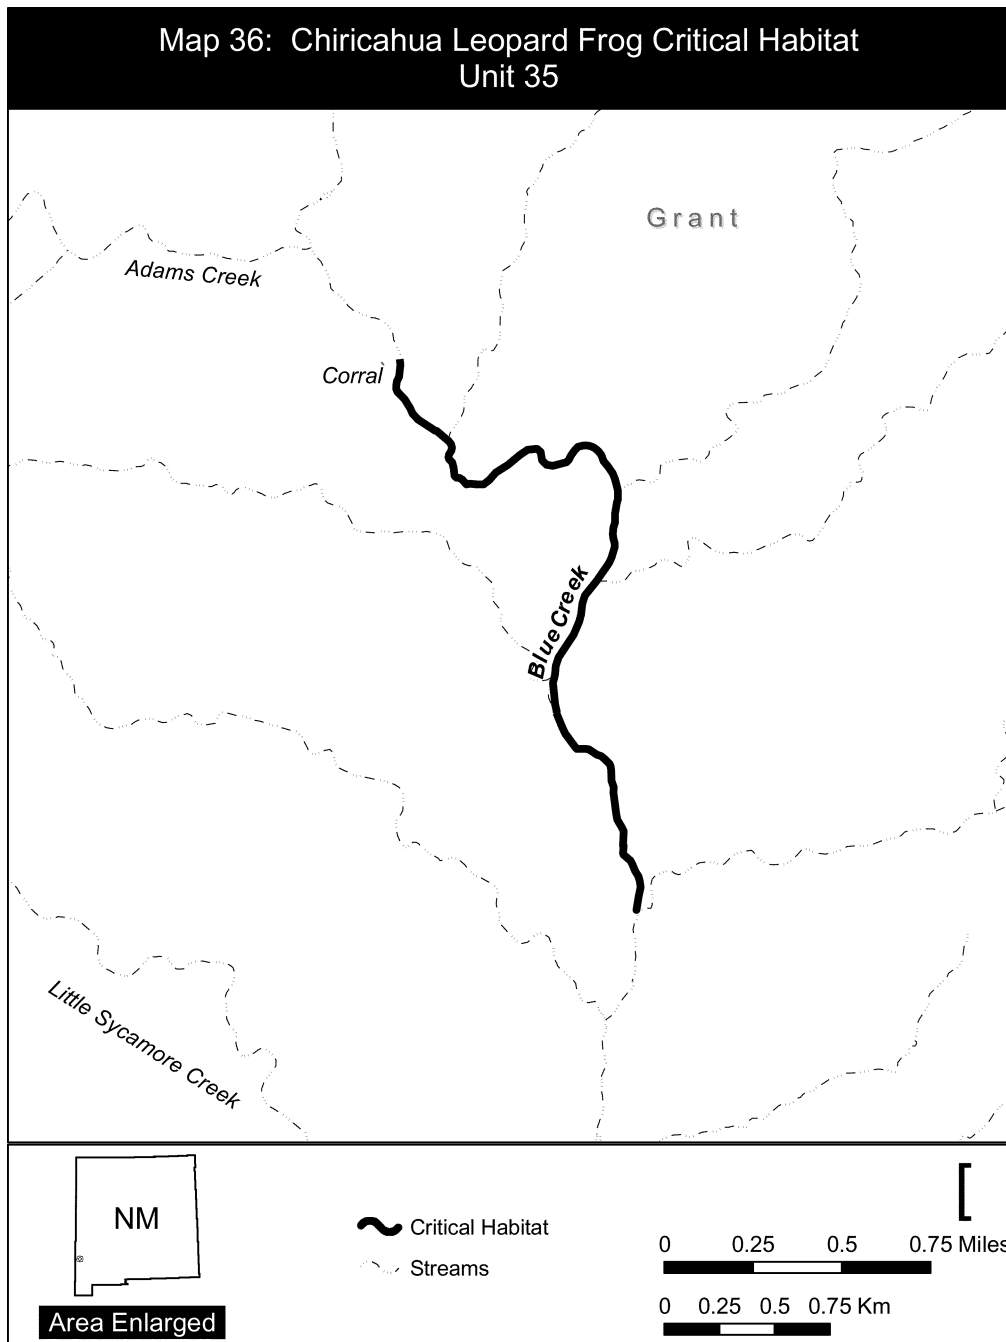 Map 36: Chiricahua Leopard Frog Critical Habitat
Unit 35
Grant
Adams Creek
Corral
Blue Creek
Little Sycamore Creek
NM
Area Enlarged
Critical Habitat
Streams
[
0 0.25 0.5 0.75 Miles
0 0.25 0.5 0.75 Km